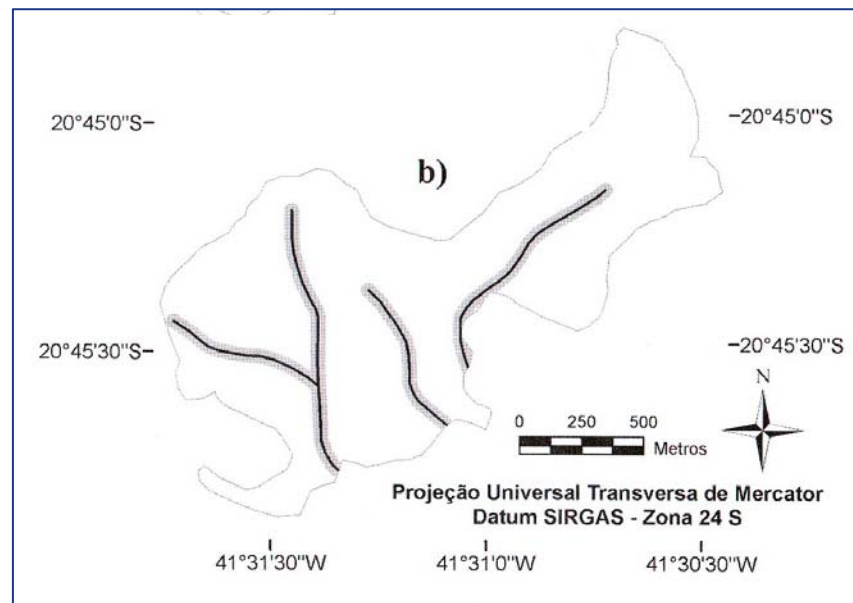 20°45'0"S
20°45'0"S
b)
20°45'30"S
20°45'30"S
N
0 250 500
Metros
Projeção Universal Transversa de Mercator
Datum SIRGAS - Zona 24 S
41°31'30"W 41°31'0"W 41°30'30"W